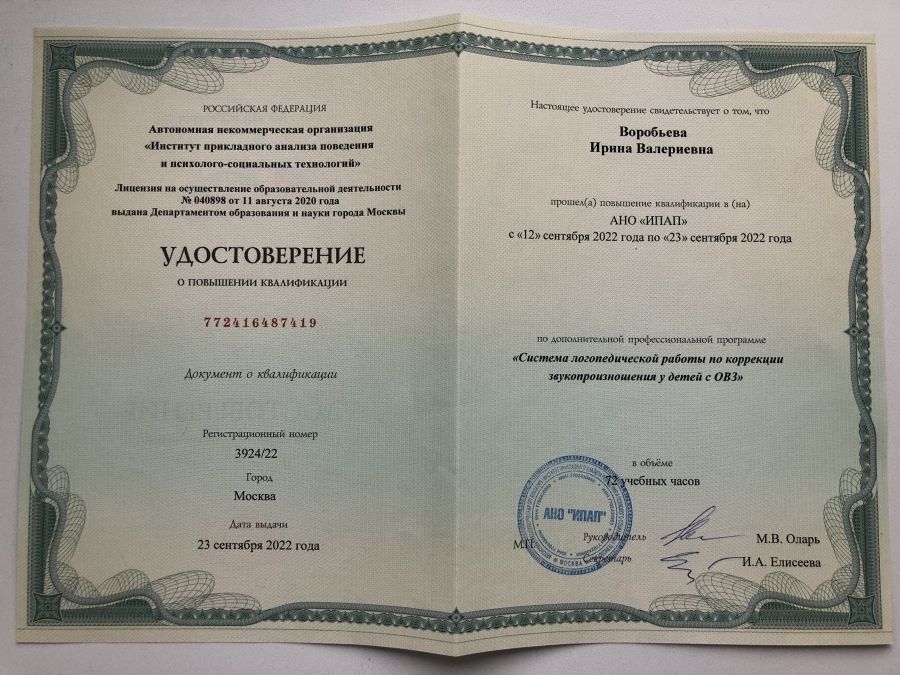 РОССИЙСКАЯ ФЕДЕРАЦИЯ
Автономная некоммерческая организация
«Институт прикладного анализа поведения
и психолого-социальных технологий»
Лицензия на осуществление образовательной деятельности
№ 040898 от 11 августа 2020 года
выдана Департаментом образования и науки города Москвы
УДОСТОВЕРЕНИЕ
О ПОВЫШЕНИИ КВАЛИФИКАЦИИ
772416487419
Документ о квалификации
Регистрационный номер
3924/22
Город
Москва
Дата выдачи
23 сентября 2022 года
Настоящее удостоверение свидетельствует о том, что
Воробьева
Ирина Валериевна
прошел(а) повышение квалификации в (на)
АНО «ИПАП»
с «12» сентября 2022 года по «23» сентября 2022 года
по дополнительной профессиональной программе
«Система логопедической работы по коррекции
звукопроизношения у детей с ОВЗ»
в объёме
72 учебных часов
АНО "ИПАП"
МОСКВА
М.П.
Руководитель
М.В. Оларь
Секретарь
И.А. Елисеева